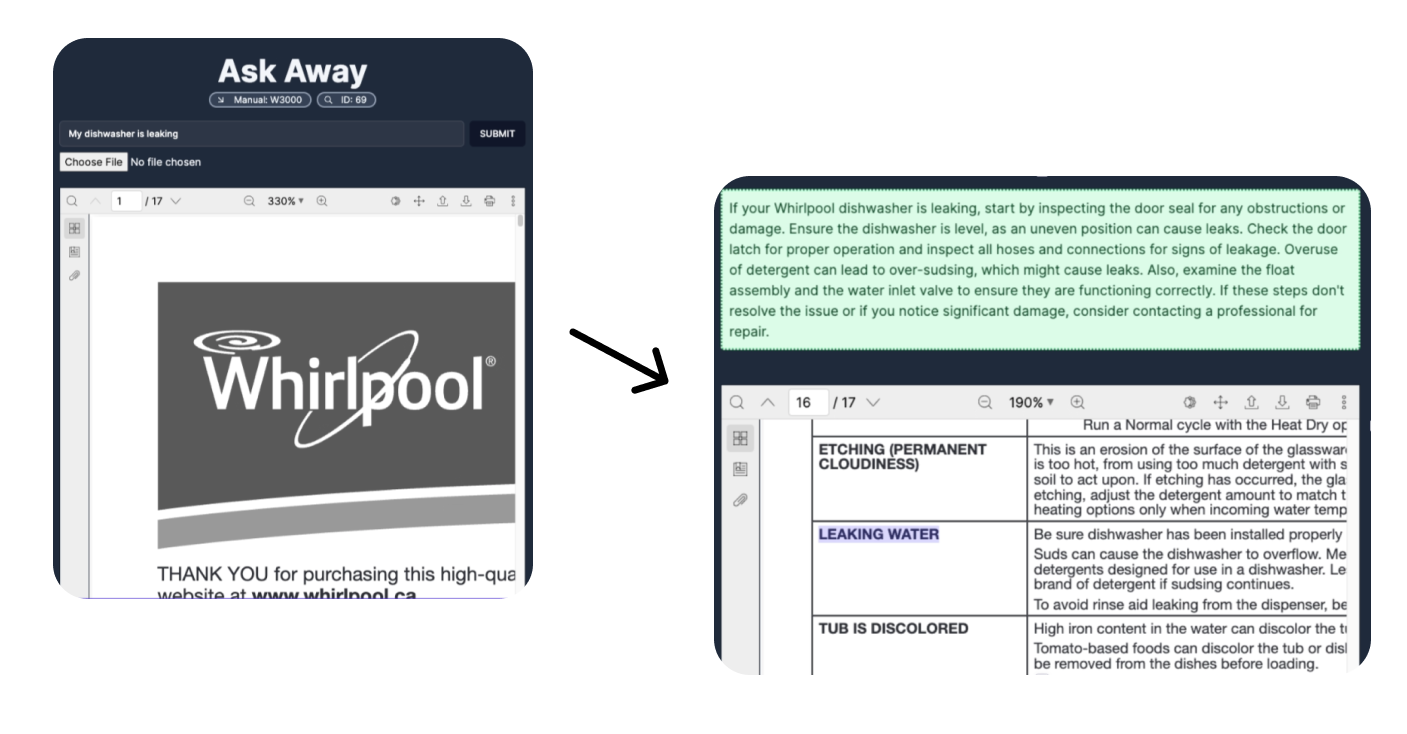 Ask Away
Manual: W3000
ID: 69
My dishwasher is leaking
SUBMIT
Choose File No file chosen
1 / 17
330%
Whirlpool®
THANK YOU for purchasing this high-qua
website at www.whirlpool.ca
If your Whirlpool dishwasher is leaking, start by inspecting the door seal for any obstructions or
damage. Ensure the dishwasher is level, as an uneven position can cause leaks. Check the door
latch for proper operation and inspect all hoses and connections for signs of leakage. Overuse
of detergent can lead to over-sudsing, which might cause leaks. Also, examine the float
assembly and the water inlet valve to ensure they are functioning correctly. If these steps don't
resolve the issue or if you notice significant damage, consider contacting a professional for
repair.
16 / 17
190%
Run a Normal cycle with the Heat Dry op
ETCHING (PERMANENT
CLOUDINESS)
This is an erosion of the surface of the glasswar
is too hot, from using too much detergent with s
soil to act upon. If etching has occurred, the gla
etching, adjust the detergent amount to match t
heating options only when incoming water temp
LEAKING WATER
Be sure dishwasher has been installed properly
Suds can cause the dishwasher to overflow. Me
detergents designed for use in a dishwasher. Le
brand of detergent if sudsing continues.
To avoid rinse aid leaking from the dispenser, be
TUB IS DISCOLORED
High iron content in the water can discolor the tu
Tomato-based foods can discolor the tub or disl
be removed from the dishes before loading.